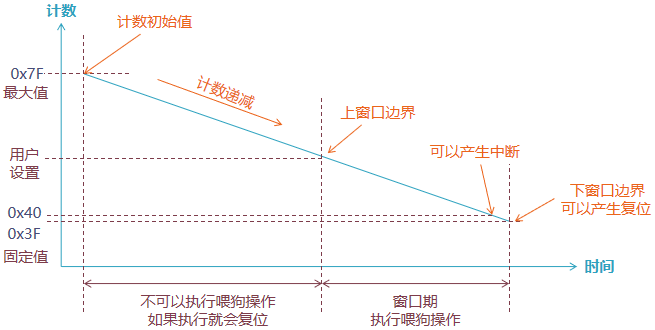 计数
计数初始值
0x7F
最大值
计数递减
上窗口边界
用户
设置
可以产生中断
0x40
0x3F
固定值
下窗口边界
可以产生复位
时间
不可以执行喂狗操作
如果执行就会复位
窗口期
执行喂狗操作